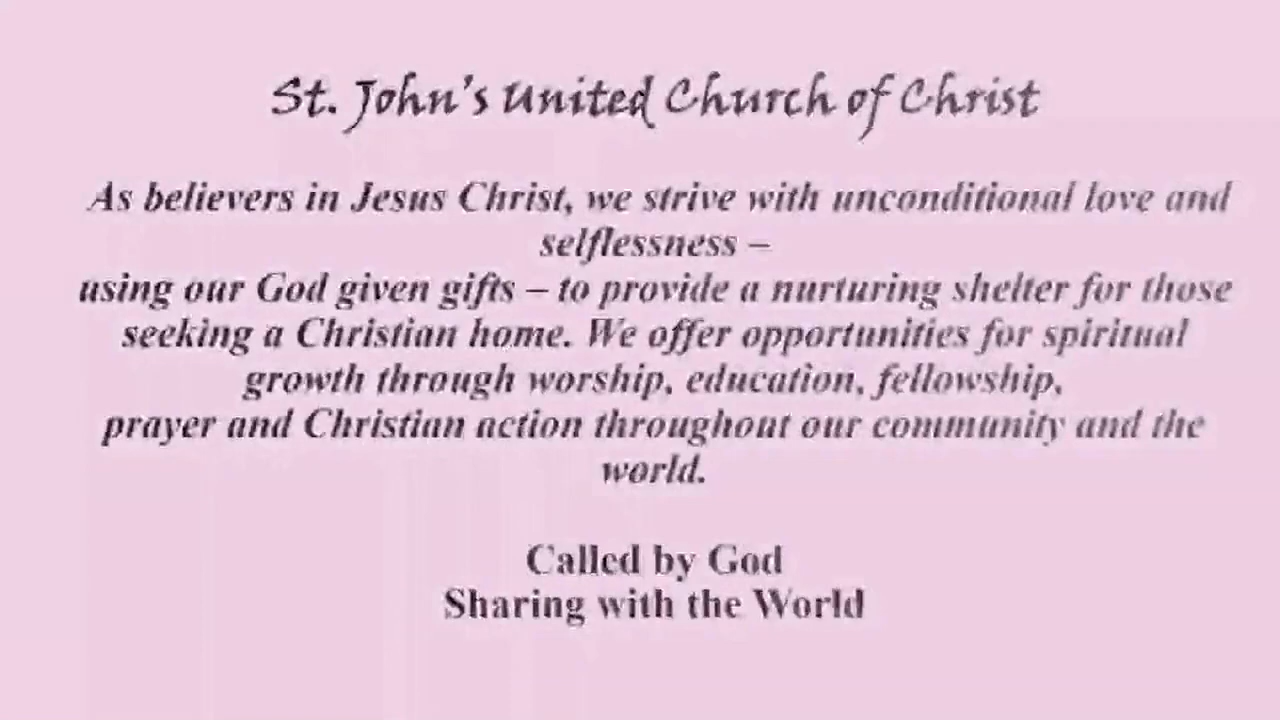 St. John's United Church of Christ
As believers in Jesus Christ, we strive with unconditional love and
selflessness –
using our God given gifts – to provide a nurturing shelter for those
seeking a Christian home. We offer opportunities for spiritual
growth through worship, education, fellowship,
prayer and Christian action throughout our community and the
world.
Called by God
Sharing with the World